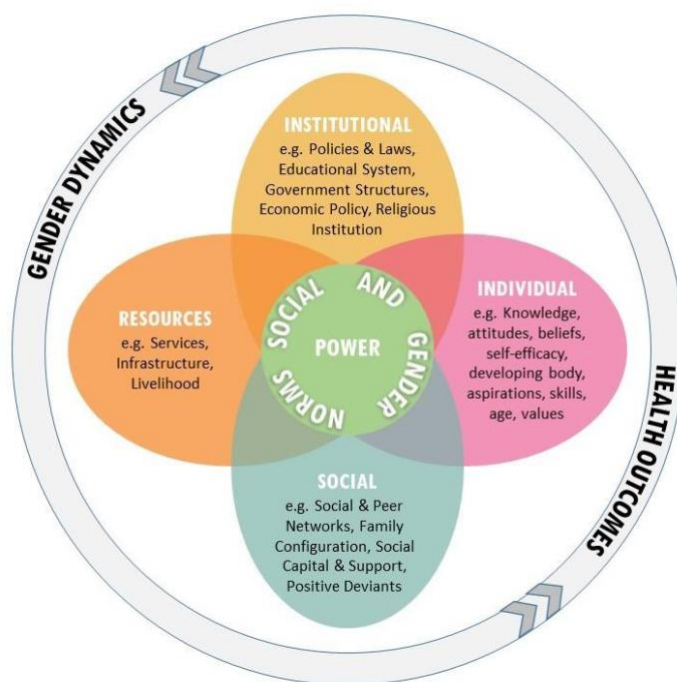 GENDER DYNAMICS
INSTITUTIONAL
e.g. Policies & Laws,
Educational System,
Government Structures,
Economic Policy, Religious
Institution
RESOURCES
e.g. Services,
Infrastructure,
Livelihood
SOCIAL AND GENDER NORMS
POWER
INDIVIDUAL
e.g. Knowledge,
attitudes, beliefs,
self-efficacy,
developing body,
aspirations, skills,
age, values
SOCIAL
e.g. Social & Peer
Networks, Family
Configuration, Social
Capital & Support,
Positive Deviants
HEALTH OUTCOMES